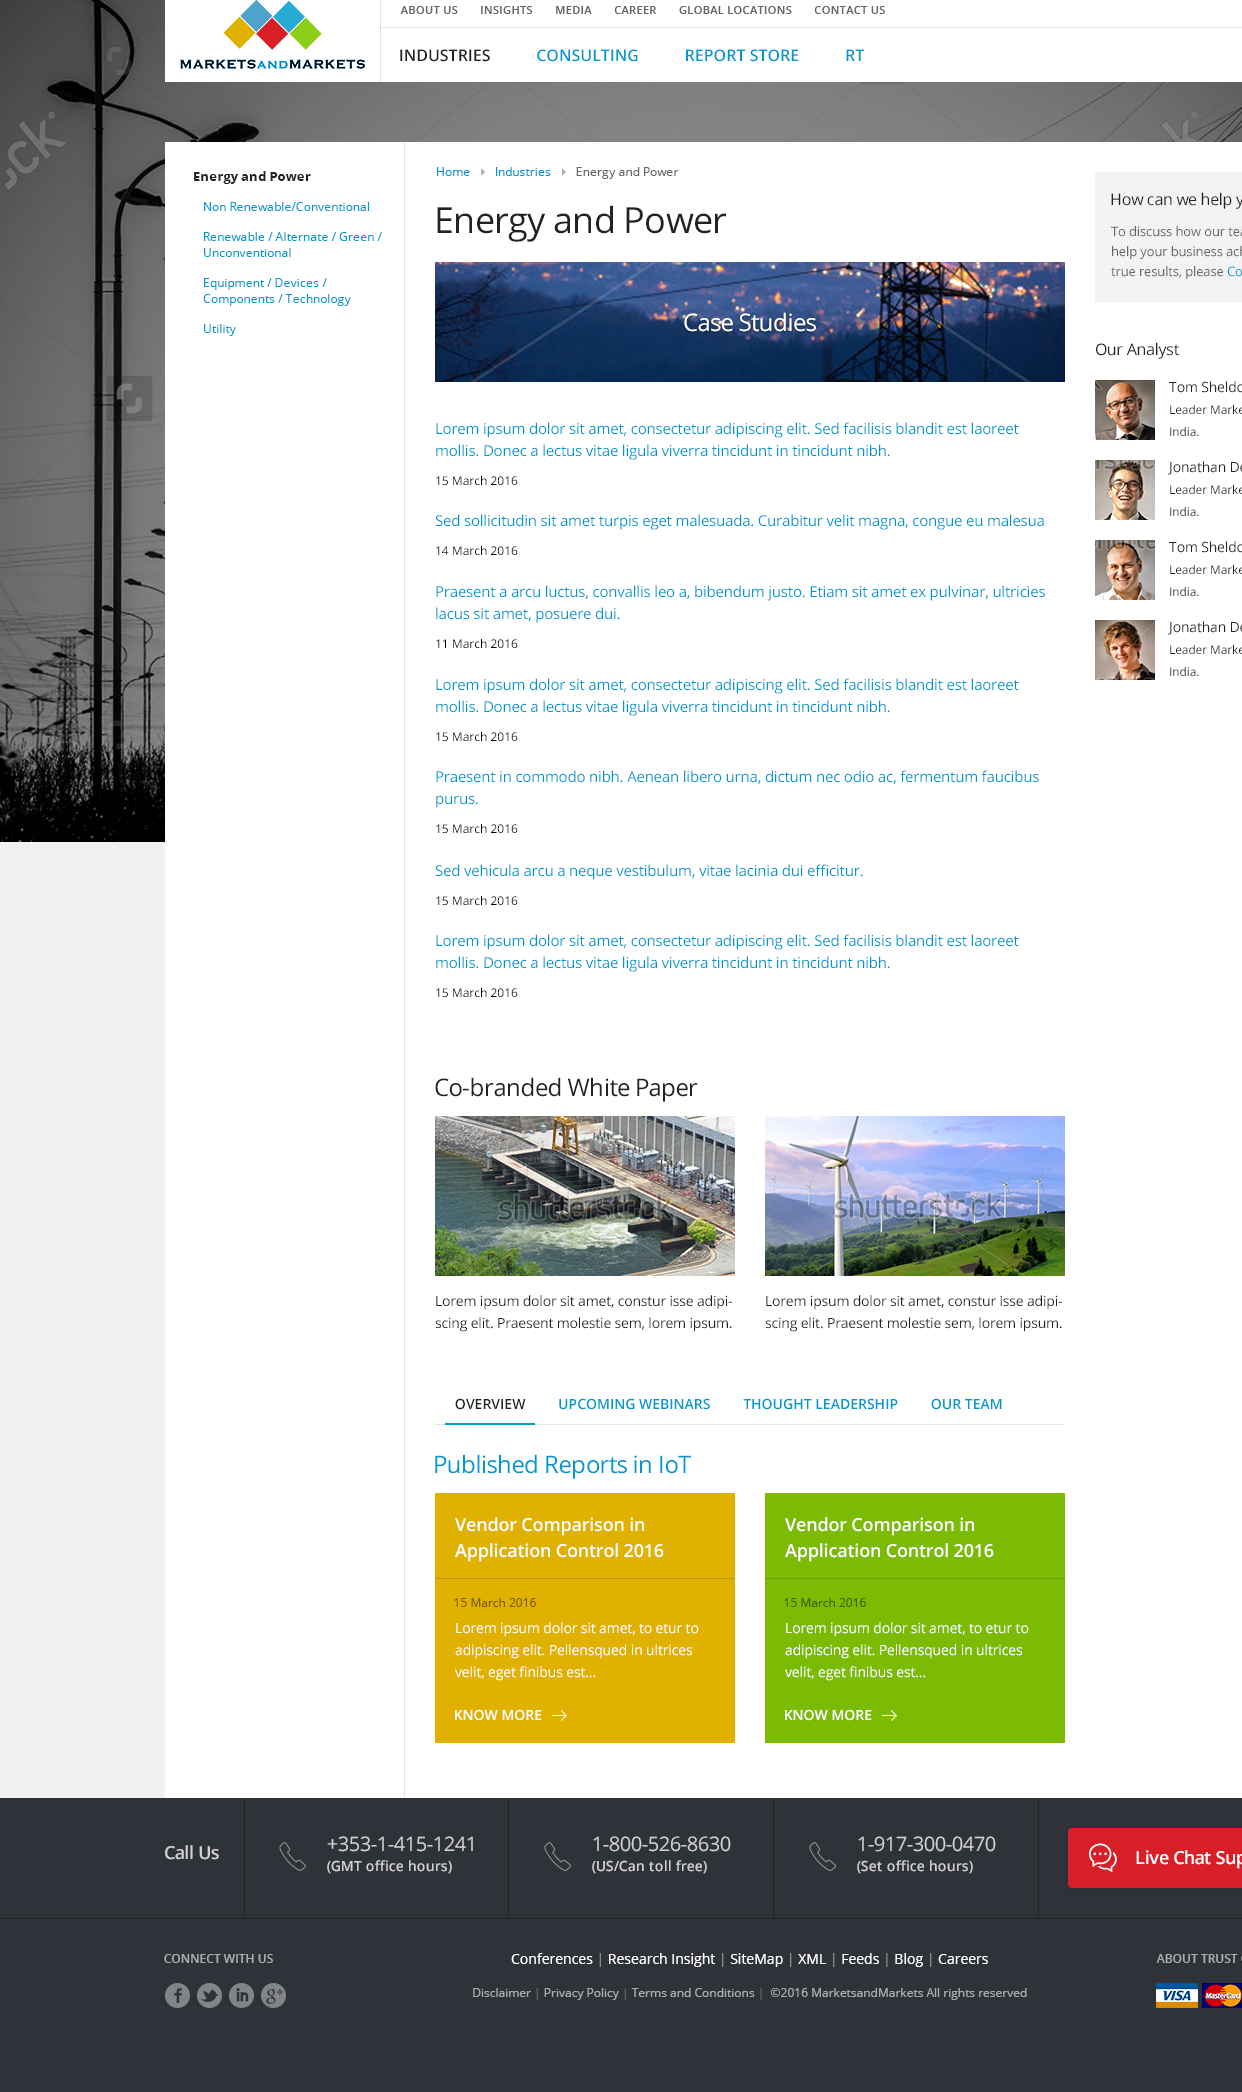 ABOUT US INSIGHTS MEDIA CAREER GLOBAL LOCATIONS CONTACT US
MARKETSANDMARKETS
INDUSTRIES CONSULTING REPORT STORE RT
Energy and Power
Non Renewable/Conventional
Renewable / Alternate / Green /
Unconventional
Equipment / Devices /
Components / Technology
Utility
Home Industries Energy and Power
Energy and Power
Case Studies
Lorem ipsum dolor sit amet, consectetur adipiscing elit. Sed facilisis blandit est laoreet
mollis. Donec a lectus vitae ligula viverra tincidunt in tincidunt nibh.
15 March 2016
Sed sollicitudin sit amet turpis eget malesuada. Curabitur velit magna, congue eu malesua
14 March 2016
Praesent a arcu luctus, convallis leo a, bibendum justo. Etiam sit amet ex pulvinar, ultricies
lacus sit amet, posuere dui.
11 March 2016
Lorem ipsum dolor sit amet, consectetur adipiscing elit. Sed facilisis blandit est laoreet
mollis. Donec a lectus vitae ligula viverra tincidunt in tincidunt nibh.
15 March 2016
Praesent in commodo nibh. Aenean libero urna, dictum nec odio ac, fermentum faucibus
purus.
15 March 2016
Sed vehicula arcu a neque vestibulum, vitae lacinia dui efficitur.
15 March 2016
Lorem ipsum dolor sit amet, consectetur adipiscing elit. Sed facilisis blandit est laoreet
mollis. Donec a lectus vitae ligula viverra tincidunt in tincidunt nibh.
15 March 2016
How can we help
To discuss how our
help your business
true results, please
Our Analyst
Tom
Leader
India.
Jonathan
Leader
India.
Tom
Leader
India.
Jonathan
Leader
India.
Co-branded White Paper
shutterstock
shutterstock
Lorem ipsum dolor sit amet, constur isse adipi-
scing elit. Praesent molestie sem, lorem ipsum.
Lorem ipsum dolor sit amet, constur isse adipi-
scing elit. Praesent molestie sem, lorem ipsum.
OVERVIEW UPCOMING WEBINARS THOUGHT LEADERSHIP OUR TEAM
Published Reports in IoT
Vendor Comparison in
Application Control 2016
15 March 2016
Lorem ipsum dolor sit amet, to etur to
adipiscing elit. Pellensqued in ultrices
velit, eget finibus est...
KNOW MORE
Vendor Comparison in
Application Control 2016
15 March 2016
Lorem ipsum dolor sit amet, to etur to
adipiscing elit. Pellensqued in ultrices
velit, eget finibus est...
KNOW MORE
Call Us
+353-1-415-1241
(GMT office hours)
1-800-526-8630
(US/Can toll free)
1-917-300-0470
(Set office hours)
Live Chat
CONNECT WITH US
Conferences | Research Insight | SiteMap | XML | Feeds | Blog | Careers
Disclaimer | Privacy Policy | Terms and Conditions | ©2016 MarketsandMarkets All rights reserved
ABOUT TRUST
VISA MasterCard